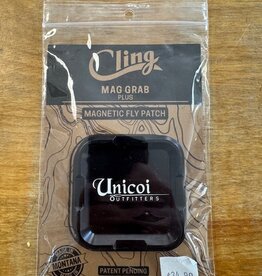 Cling
MAG GRAB
PLUS
MAGNETIC FLY PATCH
Unicoi
OUTFITTERS
MONTANA
PATENT PENDING